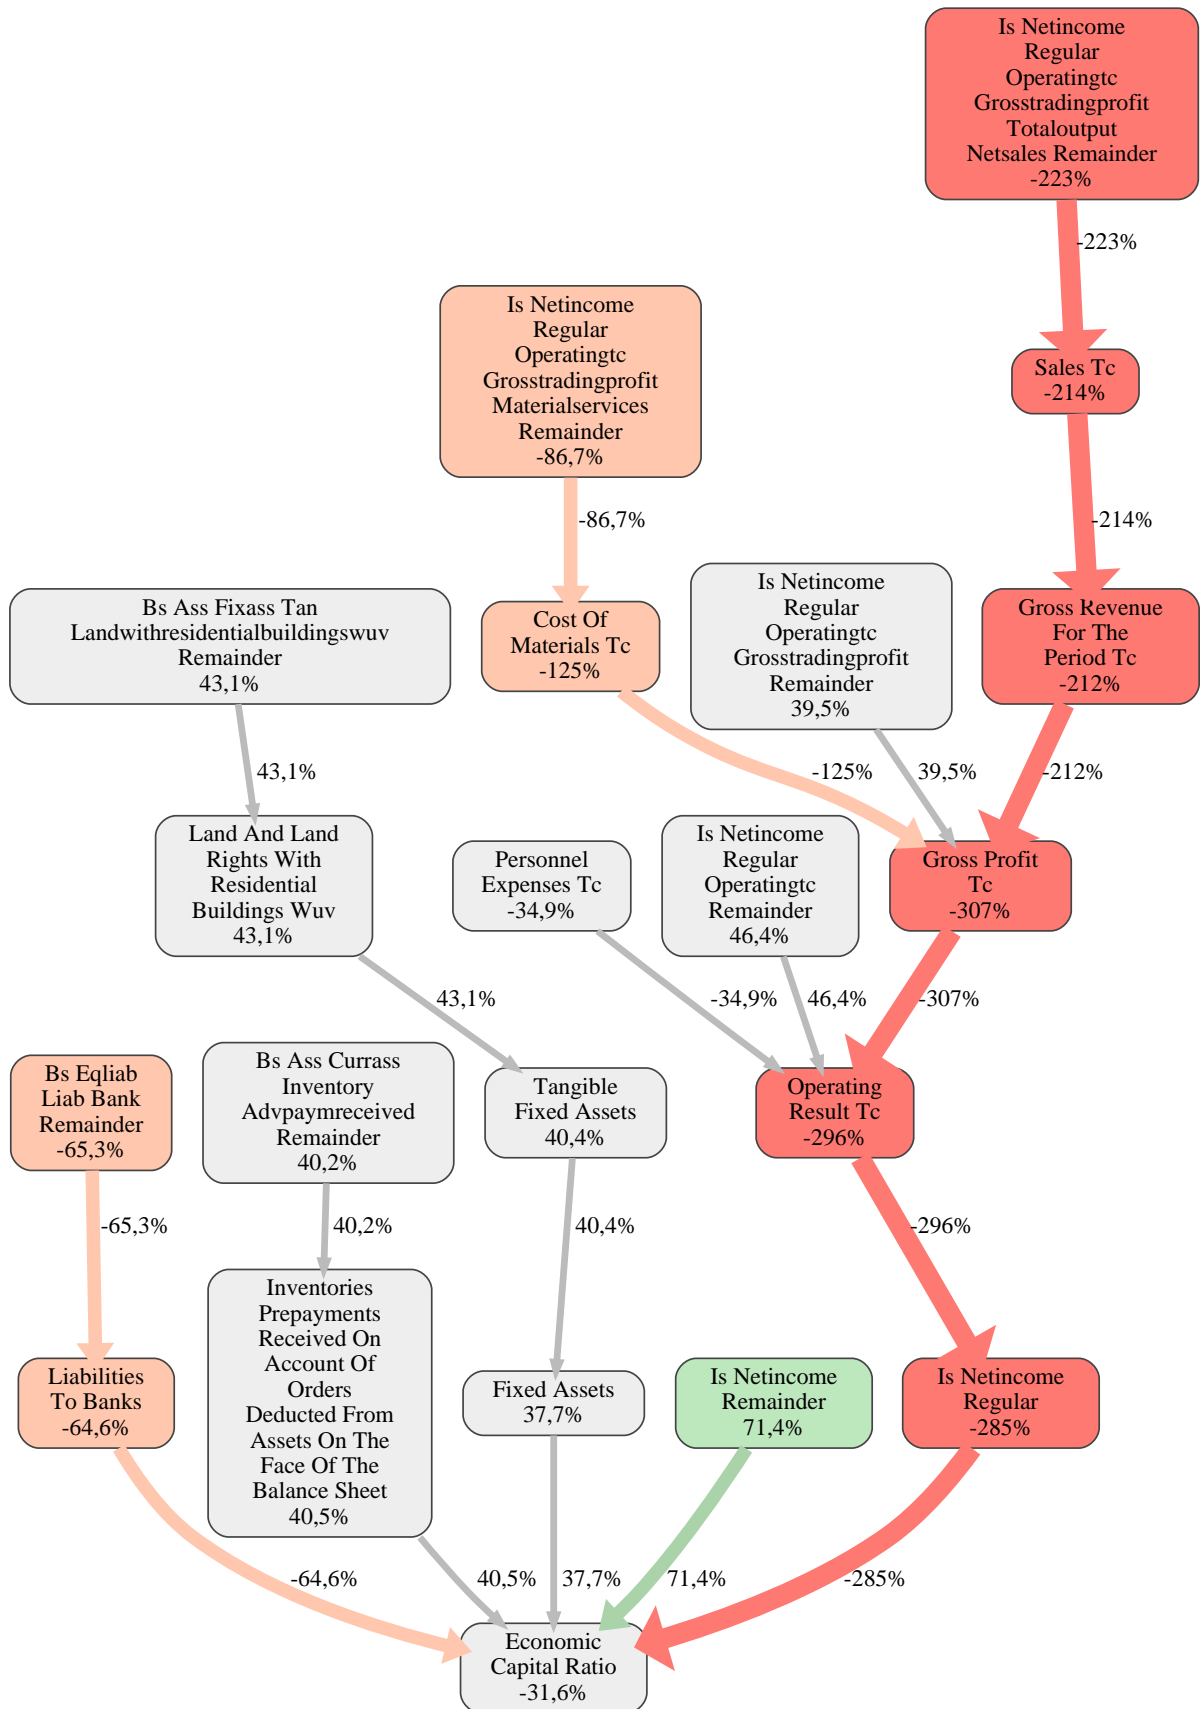 Is Netincome
Regular
Operatingtc
Grosstradingprofit
Totaloutput
Netsales Remainder
-223%
-223%
Is Netincome
Regular
Operatingtc
Grosstradingprofit
Materialservices
Remainder
-86,7%
Sales Tc
-214%
-86,7%
-214%
Bs Ass Fixass Tan
Landwithresidentialbuildingswuv
Remainder
43,1%
Cost Of
Materials Tc
-125%
Is Netincome
Regular
Operatingtc
Grosstradingprofit
Remainder
39,5%
Gross Revenue
For The
Period Tc
-212%
43,1%
-125%
39,5%
-212%
Land And Land
Rights With
Residential
Buildings Wuv
43,1%
Personnel
Expenses Tc
-34,9%
Is Netincome
Regular
Operatingtc
Remainder
46,4%
Gross Profit
Tc
-307%
43,1%
-34,9%
46,4%
-307%
Bs Eqliab
Liab Bank
Remainder
-65,3%
Bs Ass Currass
Inventory
Advpaymreceived
Remainder
40,2%
Tangible
Fixed Assets
40,4%
Operating
Result Tc
-296%
-65,3%
40,2%
40,4%
-296%
Liabilities
To Banks
-64,6%
Inventories
Prepayments
Received On
Account Of
Orders
Deducted From
Assets On The
Face Of The
Balance Sheet
40,5%
Fixed Assets
37,7%
Is Netincome
Remainder
71,4%
Is Netincome
Regular
-285%
-64,6%
40,5%
37,7%
71,4%
-285%
Economic
Capital Ratio
-31,6%